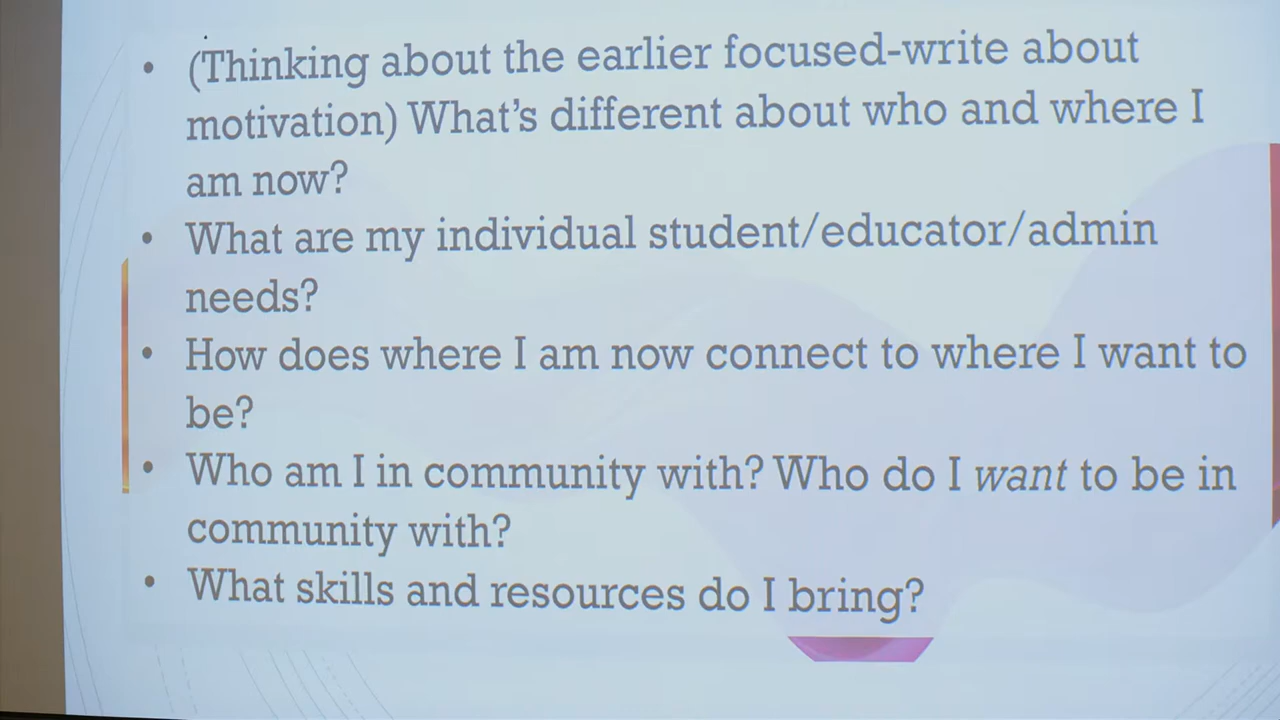 • (Thinking about the earlier focused-write about
motivation) What's different about who and where I
am now?
• What are my individual student/educator/admin
needs?
• How does where I am now connect to where I want to
be?
• Who am I in community with? Who do I want to be in
community with?
• What skills and resources do I bring?